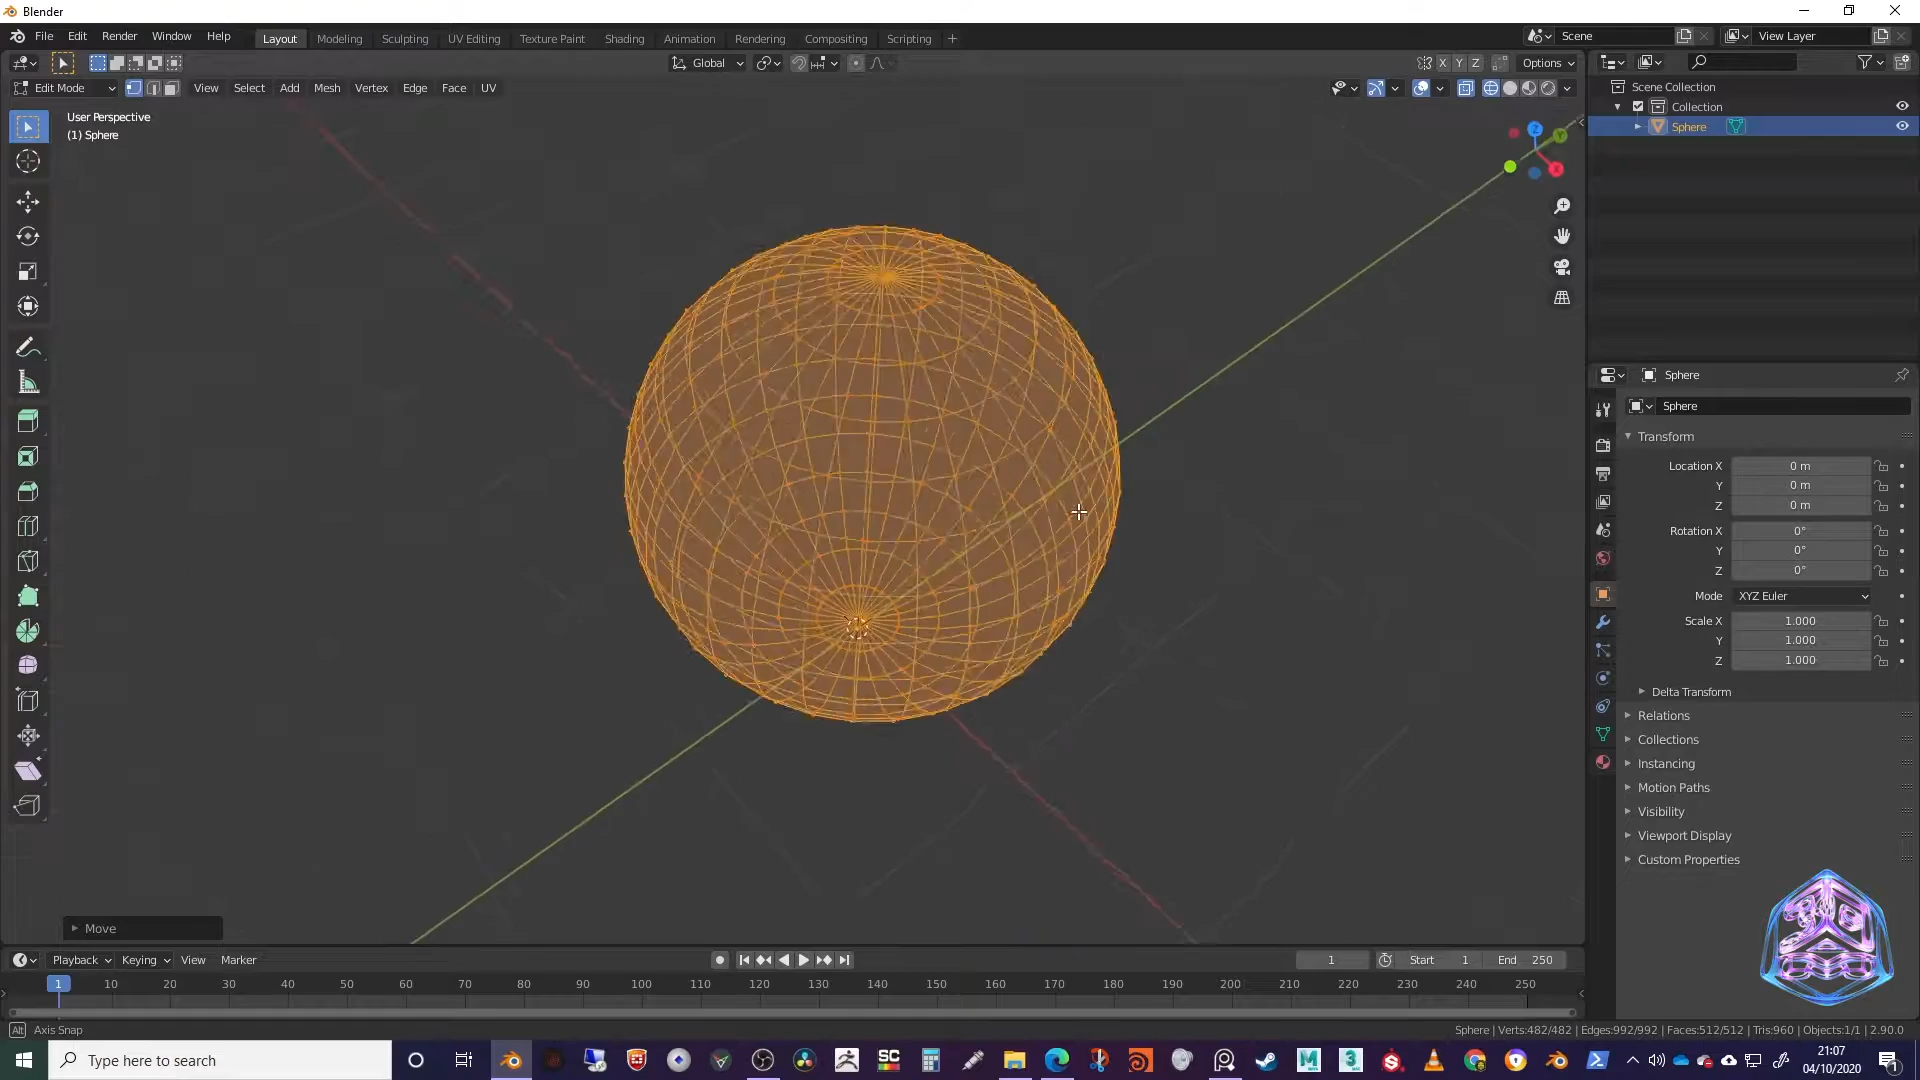 Blender
File Edit Render Window Help Layout Modeling Sculpting UV Editing Texture Paint Shading Animation Rendering Compositing Scripting + Scene View Layer
Global X Y Z Options
Edit Mode View Select Add Mesh Vertex Edge Face UV
Scene Collection
Collection
Sphere
User Perspective
(1) Sphere
Z
Y
X
Sphere
Sphere
Transform
Location X 0 m
Y 0 m
Z 0 m
Rotation X 0°
Y 0°
Z 0°
Mode XYZ Euler
Scale X 1.000
Y 1.000
Z 1.000
Delta Transform
Relations
Collections
Instancing
Motion Paths
Visibility
Viewport Display
Custom Properties
Move
Playback Keying View Marker 1 Start 1 End 250
1 10 20 30 40 50 60 70 80 90 100 110 120 130 140 150 160 170 180 190 200 210 220 230 240 250
Alt Axis Snap
Sphere | Verts:482/482 | Edges:992/992 | Faces:512/512 | Tris:960 | Objects:1/1 | 2.90.0
Type here to search
SC
M
3
21:07
04/10/2020
1